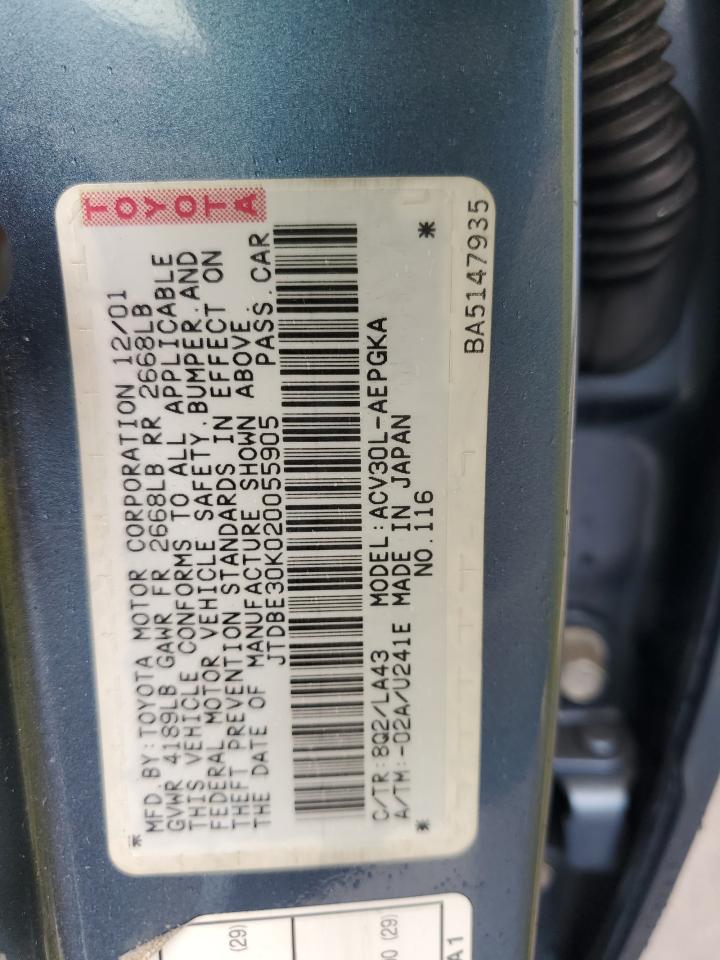 TOYOTA
*MFD. BY: TOYOTA MOTOR CORPORATION 12/01
GVWR 4189LB GAWR FR 2668LB RR 2668LB
THIS VEHICLE CONFORMS TO ALL APPLICABLE
FEDERAL MOTOR VEHICLE SAFETY,BUMPER,AND
THEFT PREVENTION STANDARDS IN EFFECT ON
THE DATE OF MANUFACTURE SHOWN ABOVE.
JTDBE30K020055905 PASS.CAR
C/TR:8Q2/LA43 MODEL:ACV30L-AEPGKA
A/TM:-02A/U241E MADE IN JAPAN
* NO.116 *
BA5147935
(29)
(29)
A1